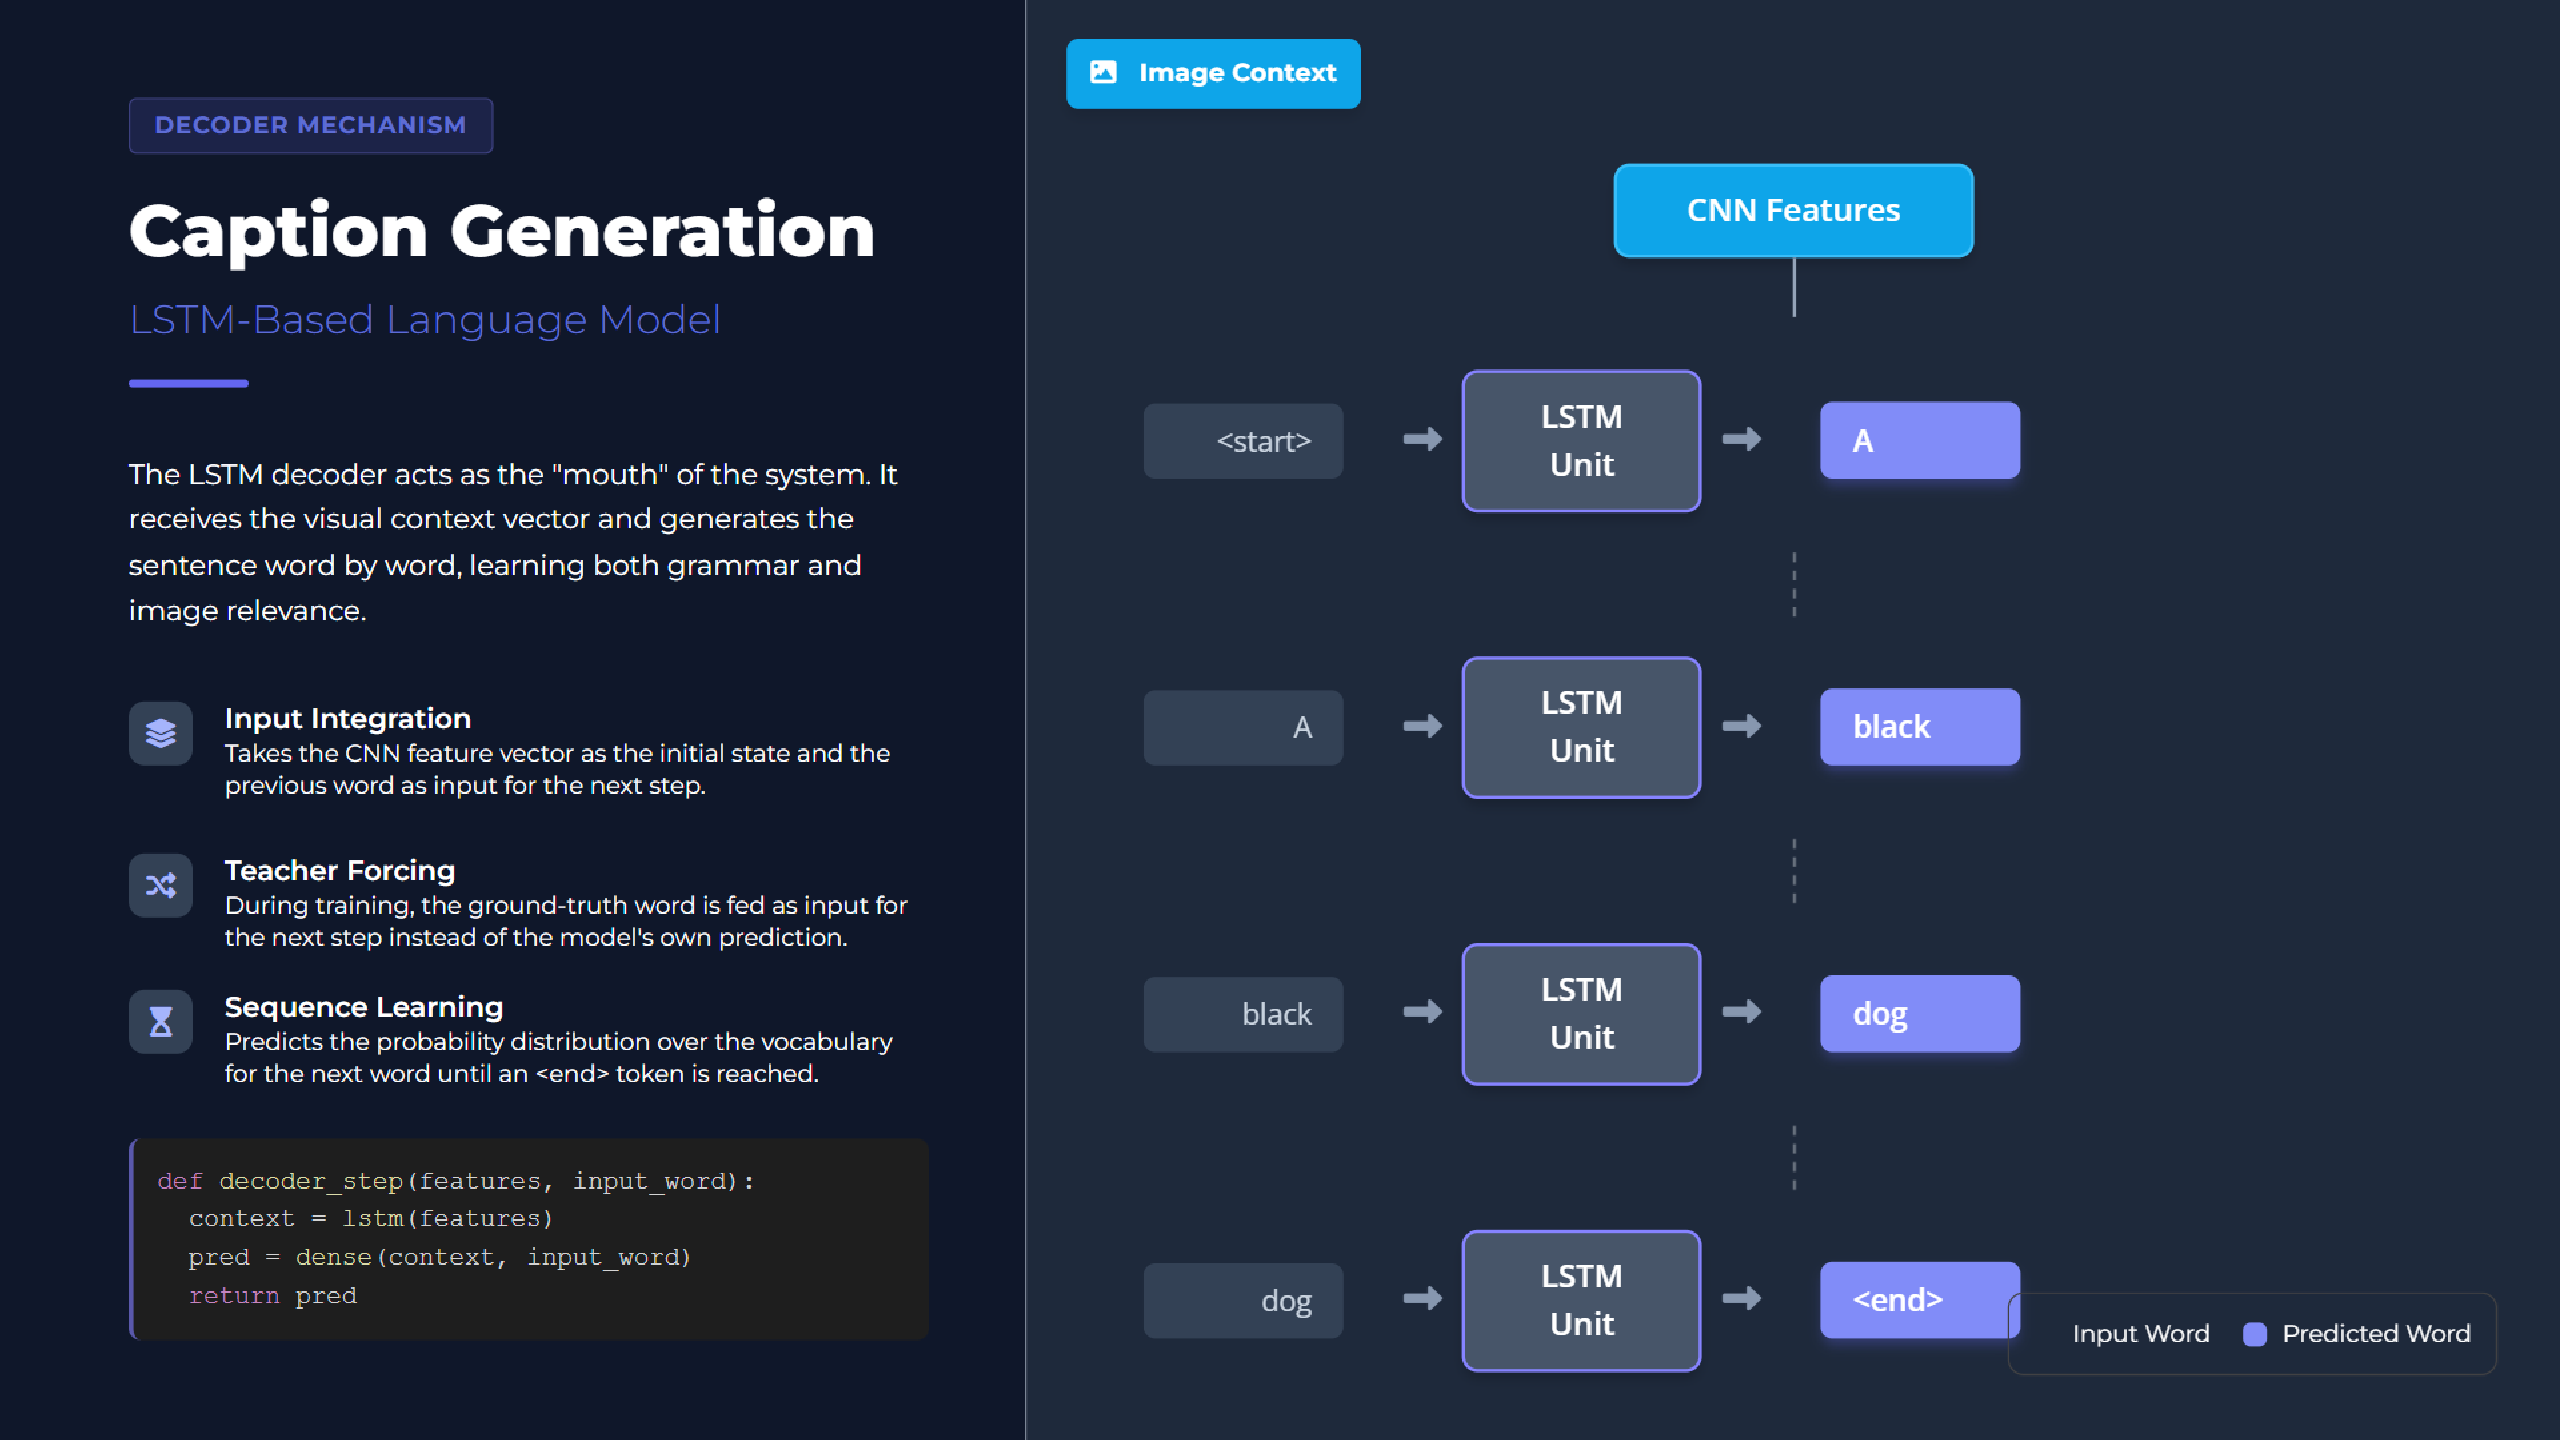 DECODER MECHANISM
Caption Generation
LSTM-Based Language Model
The LSTM decoder acts as the "mouth" of the system. It
receives the visual context vector and generates the
sentence word by word, learning both grammar and
image relevance.
Input Integration
Takes the CNN feature vector as the initial state and the
previous word as input for the next step.
Teacher Forcing
During training, the ground-truth word is fed as input for
the next step instead of the model's own prediction.
Sequence Learning
Predicts the probability distribution over the vocabulary
for the next word until an <end> token is reached.
def decoder_step(features, input_word):
  context = lstm(features)
  pred = dense(context, input_word)
  return pred
Image Context
CNN Features
<start>
LSTM
Unit
A
A
LSTM
Unit
black
black
LSTM
Unit
dog
dog
LSTM
Unit
<end>
Input Word
Predicted Word